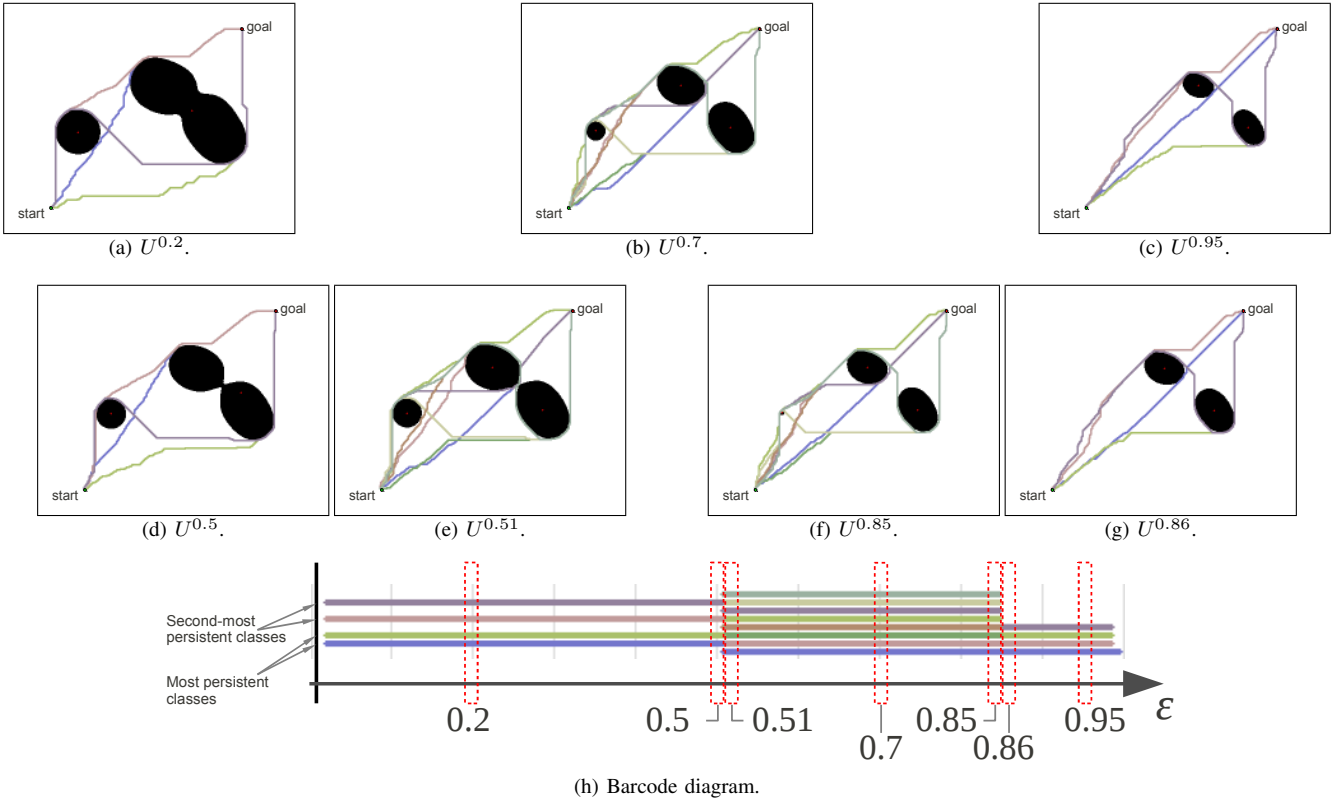 goal
start
(a) U^0.2.
goal
start
(b) U^0.7.
goal
start
(c) U^0.95.
goal
start
(d) U^0.5.
goal
start
(e) U^0.51.
goal
start
(f) U^0.85.
goal
start
(g) U^0.86.
Second-most
persistent classes
Most persistent
classes
0.2
0.5
0.51
0.7
0.85
0.86
0.95
ε
(h) Barcode diagram.